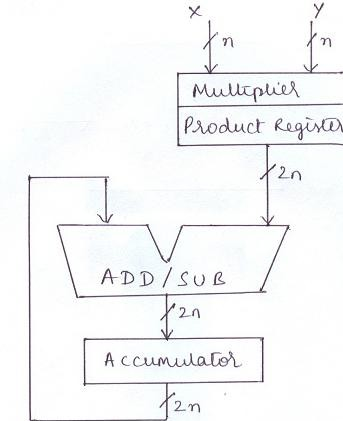 X Y
n n
Multiplier
Product Register
2n
ADD/SUB
2n
Accumulator
2n